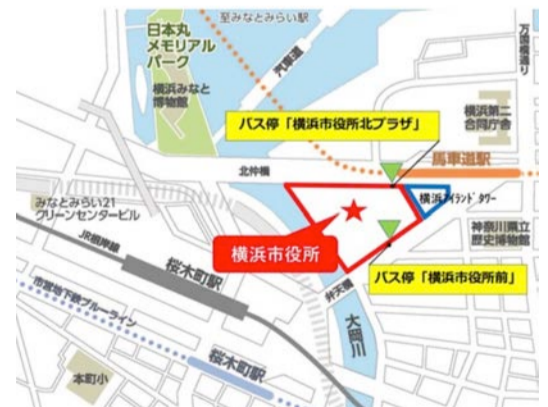 至みなとみらい駅
日本丸
メモリアル
パーク
汽車道
万国橋通り
横浜みなと
博物館
バス停「横浜市役所北プラザ」
横浜第二
合同庁舎
馬車道駅
北仲橋
横浜アイランドタワー
みなとみらい21
グリーンセンタービル
神奈川県立
歴史博物館
横浜市役所
JR根岸線
桜木町駅
バス停「横浜市役所前」
弁天橋
市営地下鉄ブルーライン
大岡川
桜木町駅
本町小